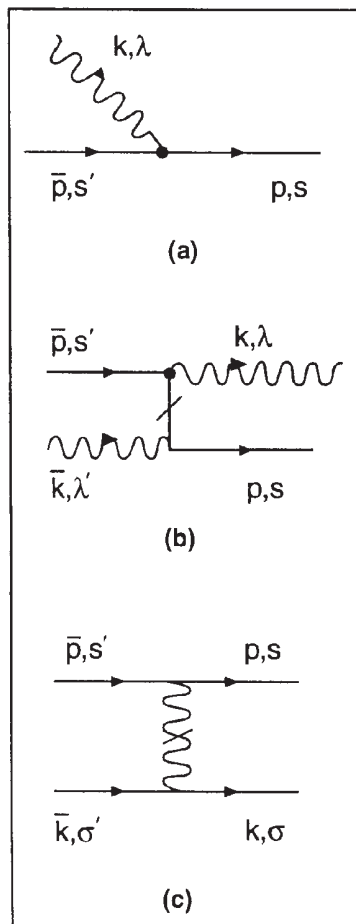 k,λ
p̄,s′ p,s
(a)
p̄,s′ k,λ
k̄,λ′ p,s
(b)
p̄,s′ p,s
k̄,σ′ k,σ
(c)